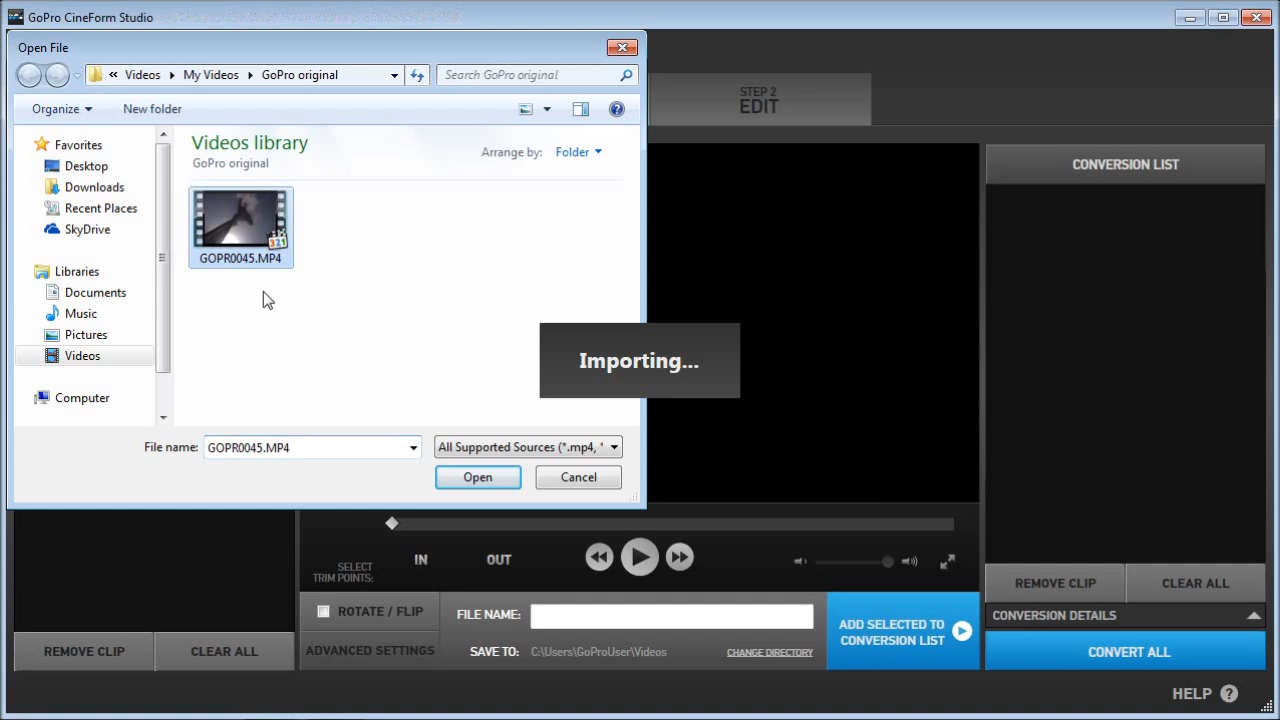 GoPro CineForm Studio
Open File
« Videos My Videos GoPro original
Search GoPro original
Organize New folder
Favorites
Desktop
Downloads
Recent Places
SkyDrive
Libraries
Documents
Music
Pictures
Videos
Computer
Videos library
GoPro original
Arrange by: Folder
321
GOPR0045.MP4
File name: GOPR0045.MP4
All Supported Sources (*.mp4, *
Open Cancel
STEP 2
EDIT
Importing...
CONVERSION LIST
SELECT
TRIM POINTS:
IN OUT
ROTATE / FLIP
ADVANCED SETTINGS
FILE NAME:
SAVE TO: C:\Users\GoProUser\Videos CHANGE DIRECTORY
ADD SELECTED TO
CONVERSION LIST
REMOVE CLIP CLEAR ALL
REMOVE CLIP CLEAR ALL
CONVERSION DETAILS
CONVERT ALL
HELP ?